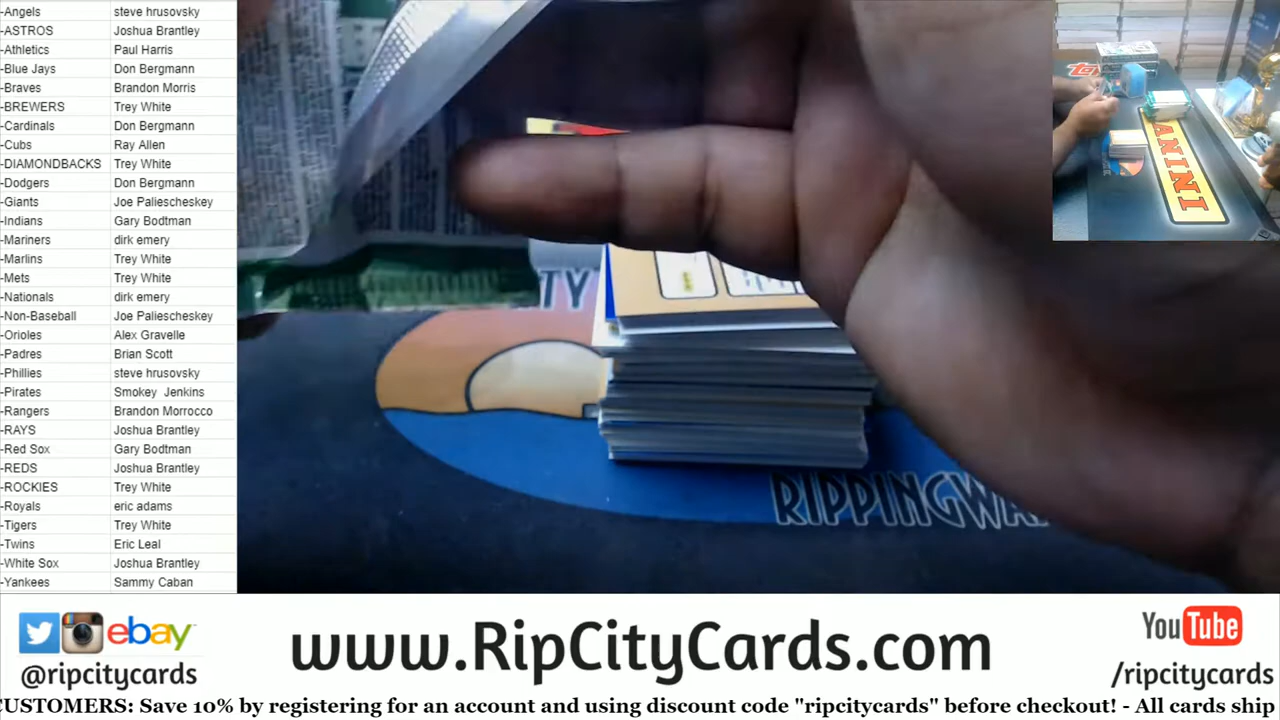 -Angels steve hrusovsky
-ASTROS Joshua Brantley
-Athletics Paul Harris
-Blue Jays Don Bergmann
-Braves Brandon Morris
-BREWERS Trey White
-Cardinals Don Bergmann
-Cubs Ray Allen
-DIAMONDBACKS Trey White
-Dodgers Don Bergmann
-Giants Joe Paliescheskey
-Indians Gary Bodtman
-Mariners dirk emery
-Marlins Trey White
-Mets Trey White
-Nationals dirk emery
-Non-Baseball Joe Paliescheskey
-Orioles Alex Gravelle
-Padres Brian Scott
-Phillies steve hrusovsky
-Pirates Smokey Jenkins
-Rangers Brandon Morrocco
-RAYS Joshua Brantley
-Red Sox Gary Bodtman
-REDS Joshua Brantley
-ROCKIES Trey White
-Royals eric adams
-Tigers Trey White
-Twins Eric Leal
-White Sox Joshua Brantley
-Yankees Sammy Caban
TY
RIPPINGWA
ANINI
ebay
@ripcitycards
www.RipCityCards.com
YouTube
/ripcitycards
CUSTOMERS: Save 10% by registering for an account and using discount code "ripcitycards" before checkout! - All cards ship